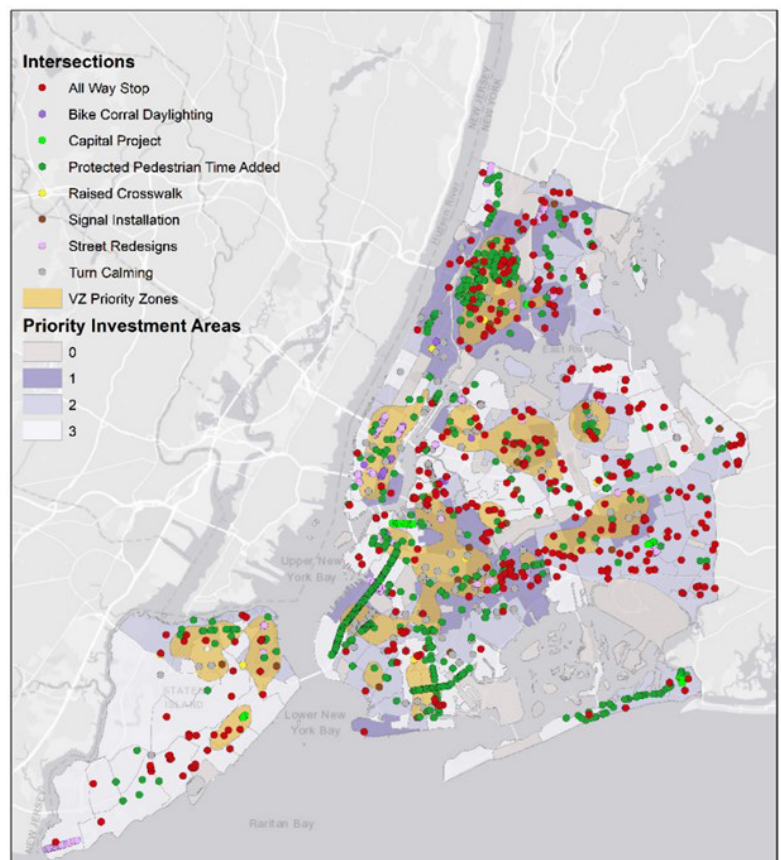 Intersections
All Way Stop
Bike Corral Daylighting
Capital Project
Protected Pedestrian Time Added
Raised Crosswalk
Signal Installation
Street Redesigns
Turn Calming
VZ Priority Zones
Priority Investment Areas
0
1
2
3
NEW JERSEY
NEW YORK
Hudson River
East River
Upper New
York Bay
STATEN
ISLAND
Lower New
York Bay
NEW JERSEY
Raritan Bay